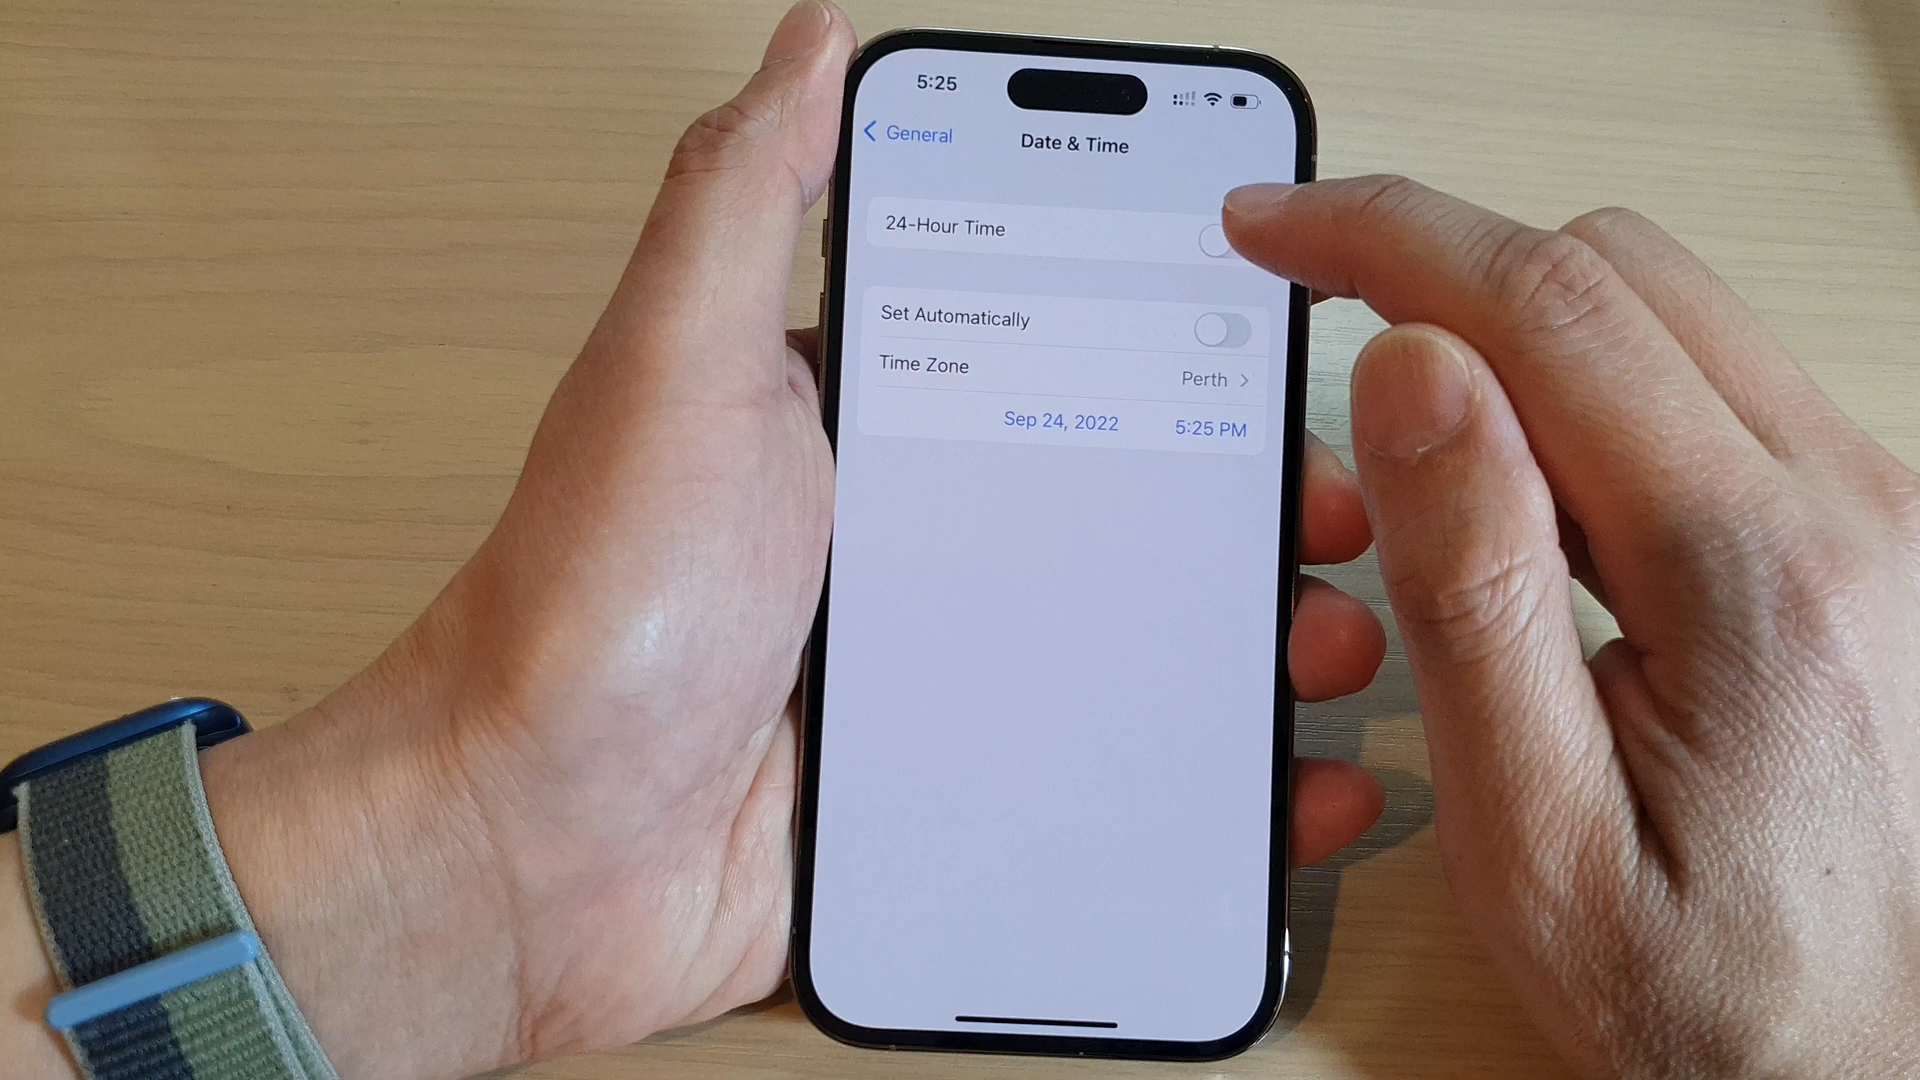 5:25
General
Date & Time
24-Hour Time
Set Automatically
Time Zone
Perth
Sep 24, 2022
5:25 PM